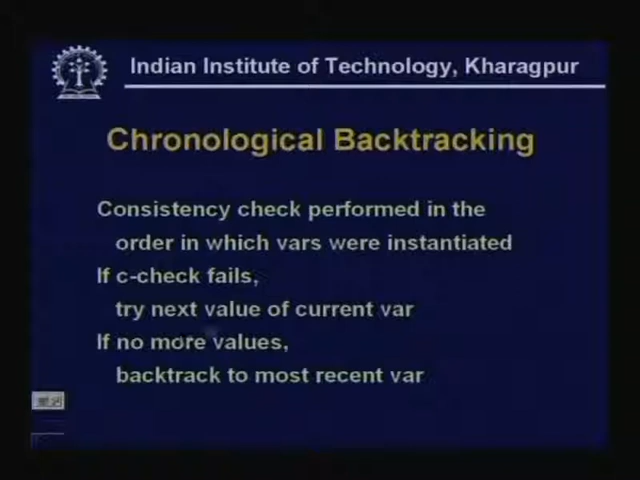 Indian Institute of Technology, Kharagpur
Chronological Backtracking
Consistency check performed in the
order in which vars were instantiated
If c-check fails,
try next value of current var
If no more values,
backtrack to most recent var